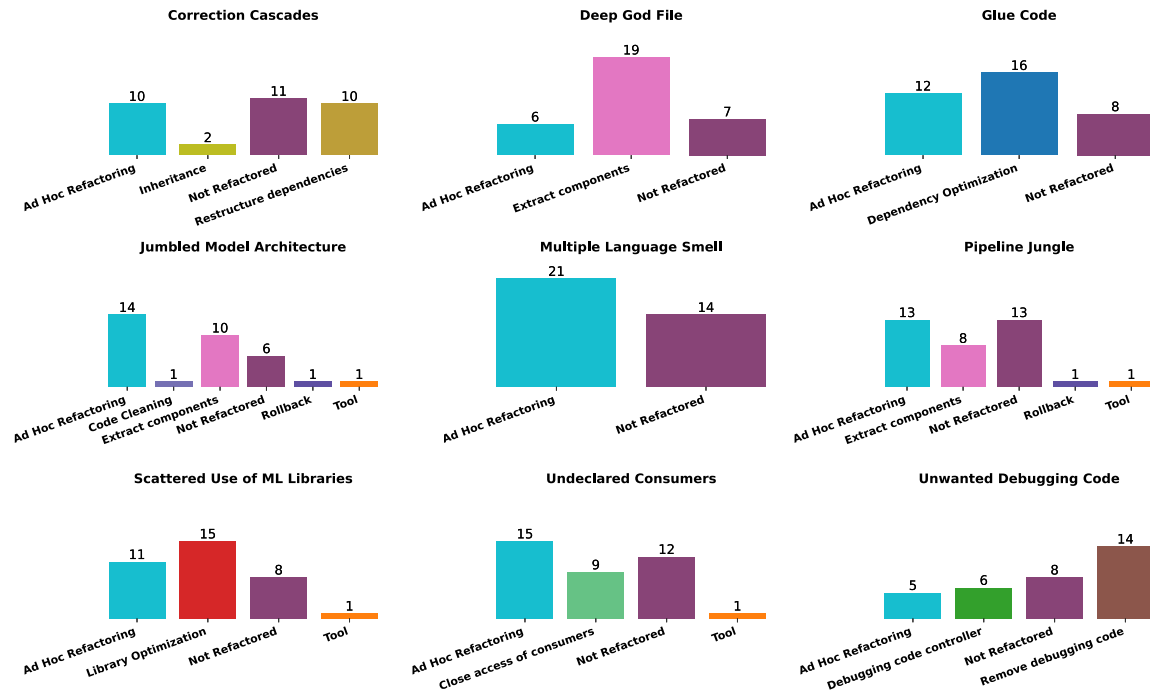 Correction Cascades
10
2
11
10
Ad Hoc Refactoring
Inheritance
Not Refactored
Restructure dependencies
Deep God File
6
19
7
Ad Hoc Refactoring
Extract components
Not Refactored
Glue Code
12
16
8
Ad Hoc Refactoring
Dependency Optimization
Not Refactored
Jumbled Model Architecture
14
1
10
6
1
1
Ad Hoc Refactoring
Code Cleaning
Extract components
Not Refactored
Rollback
Tool
Multiple Language Smell
21
14
Ad Hoc Refactoring
Not Refactored
Pipeline Jungle
13
8
13
1
1
Ad Hoc Refactoring
Extract components
Not Refactored
Rollback
Tool
Scattered Use of ML Libraries
11
15
8
1
Ad Hoc Refactoring
Library Optimization
Not Refactored
Tool
Undeclared Consumers
15
9
12
1
Ad Hoc Refactoring
Close access of consumers
Not Refactored
Tool
Unwanted Debugging Code
5
6
8
14
Ad Hoc Refactoring
Debugging code controller
Not Refactored
Remove debugging code